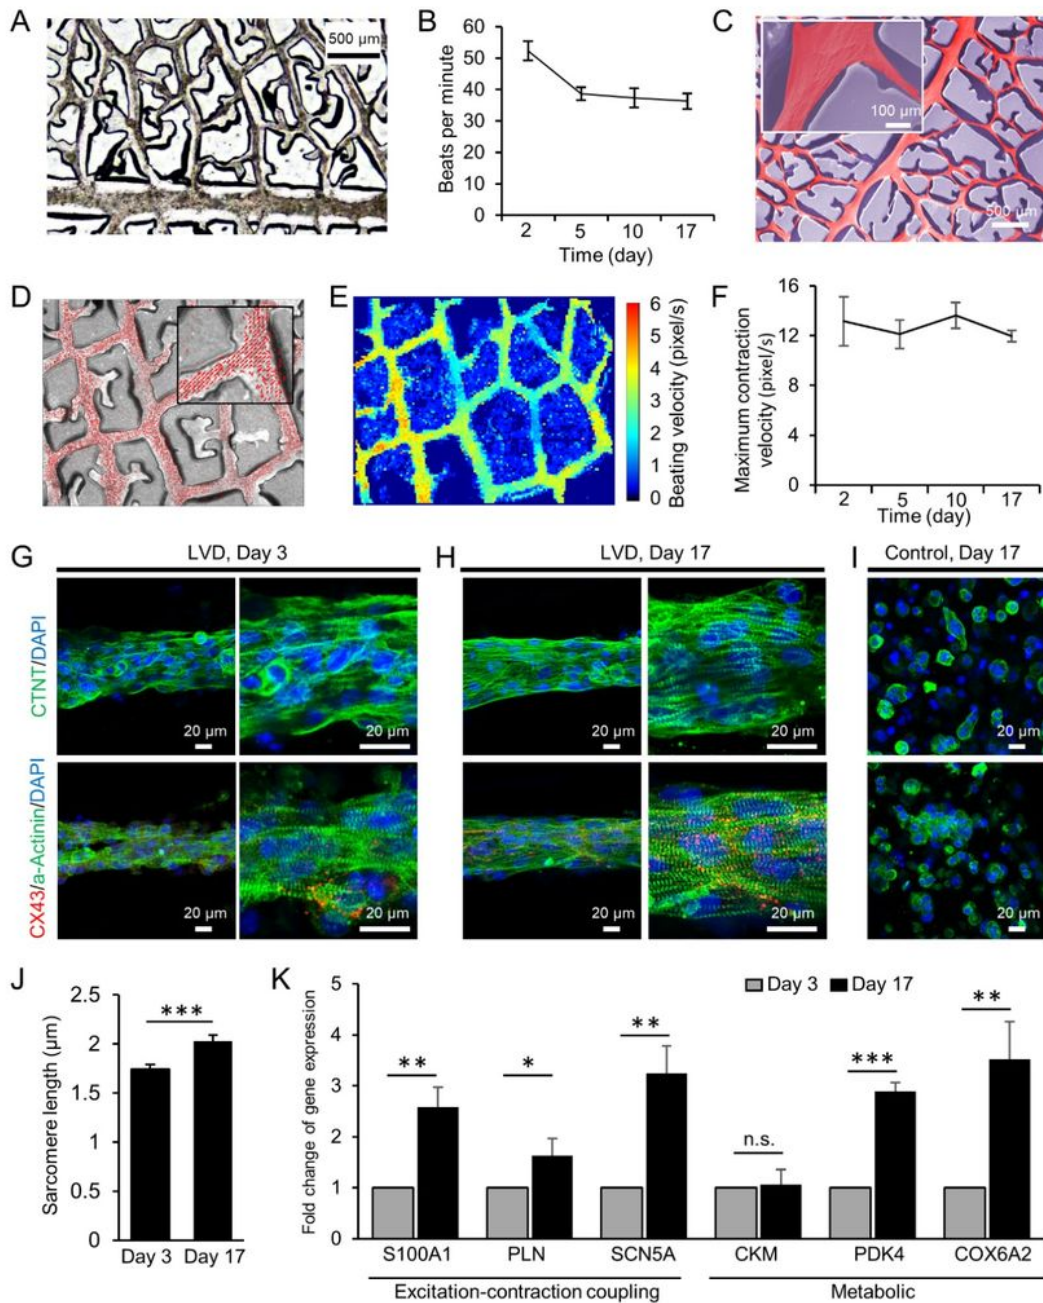 A
500 µm
B
Beats per minute
60
50
40
30
20
10
0
2 5 10 17
Time (day)
C
100 µm
500 µm
D
E
6
5
4
3
2
1
0
Beating velocity (pixel/s)
F
Maximum contraction
velocity (pixel/s)
16
12
8
4
0
2 5 10 17
Time (day)
G
LVD, Day 3
H
LVD, Day 17
I
Control, Day 17
CTNT/DAPI
20 µm
20 µm
20 µm
20 µm
20 µm
CX43/a-Actinin/DAPI
20 µm
20 µm
20 µm
20 µm
20 µm
J
Sarcomere length (µm)
2.5
2
1.5
1
0.5
0
***
Day 3 Day 17
K
Fold change of gene expression
5
4
3
2
1
0
Day 3 Day 17
**
*
**
n.s.
***
**
S100A1 PLN SCN5A CKM PDK4 COX6A2
Excitation-contraction coupling Metabolic